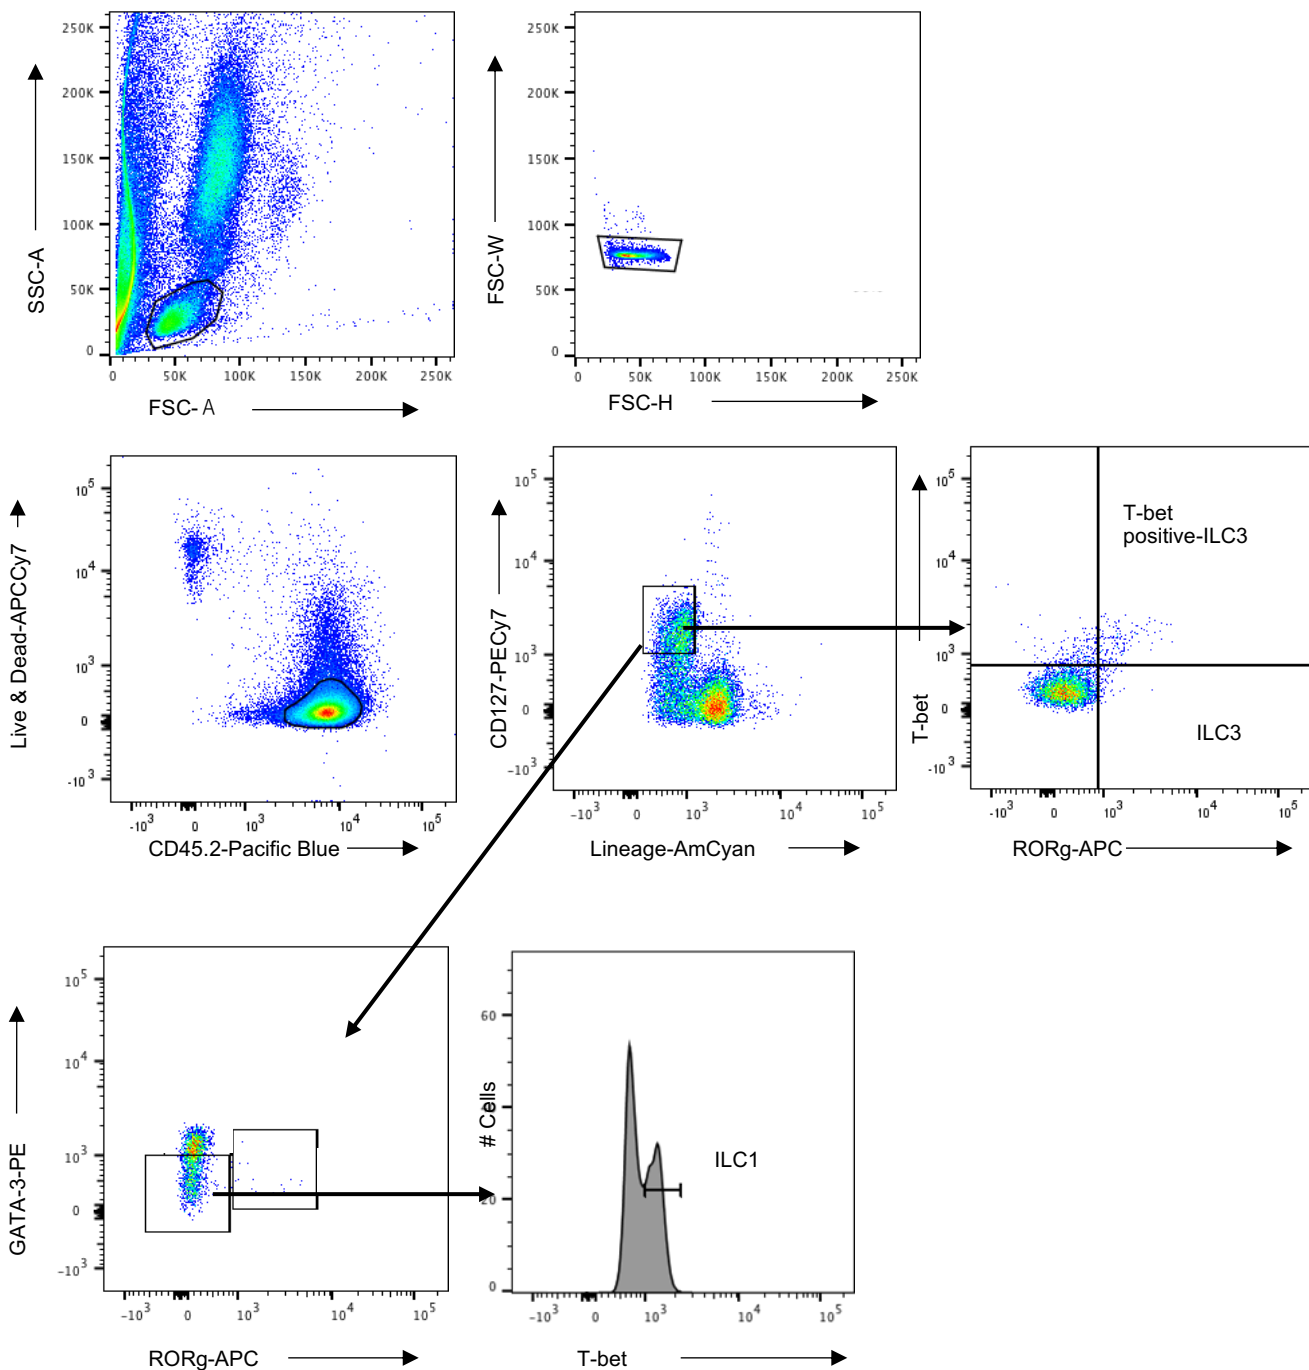 250K
200K
150K
100K
50K
0
SSC-A
0 50K 100K 150K 200K 250K
FSC-A
250K
200K
150K
100K
50K
0
FSC-W
0 50K 100K 150K 200K 250K
FSC-H
10^5
10^4
10^3
0
-10^3
Live & Dead-APCCy7
-10^3 0 10^3 10^4 10^5
CD45.2-Pacific Blue
10^5
10^4
10^3
0
-10^3
CD127-PECy7
-10^3 0 10^3 10^4 10^5
Lineage-AmCyan
10^5
10^4
10^3
0
-10^3
T-bet
T-bet
positive-ILC3
ILC3
-10^3 0 10^3 10^4 10^5
RORg-APC
10^5
10^4
10^3
0
-10^3
GATA-3-PE
-10^3 0 10^3 10^4 10^5
RORg-APC
60
40
20
0
# Cells
ILC1
-10^3 0 10^3 10^4 10^5
T-bet